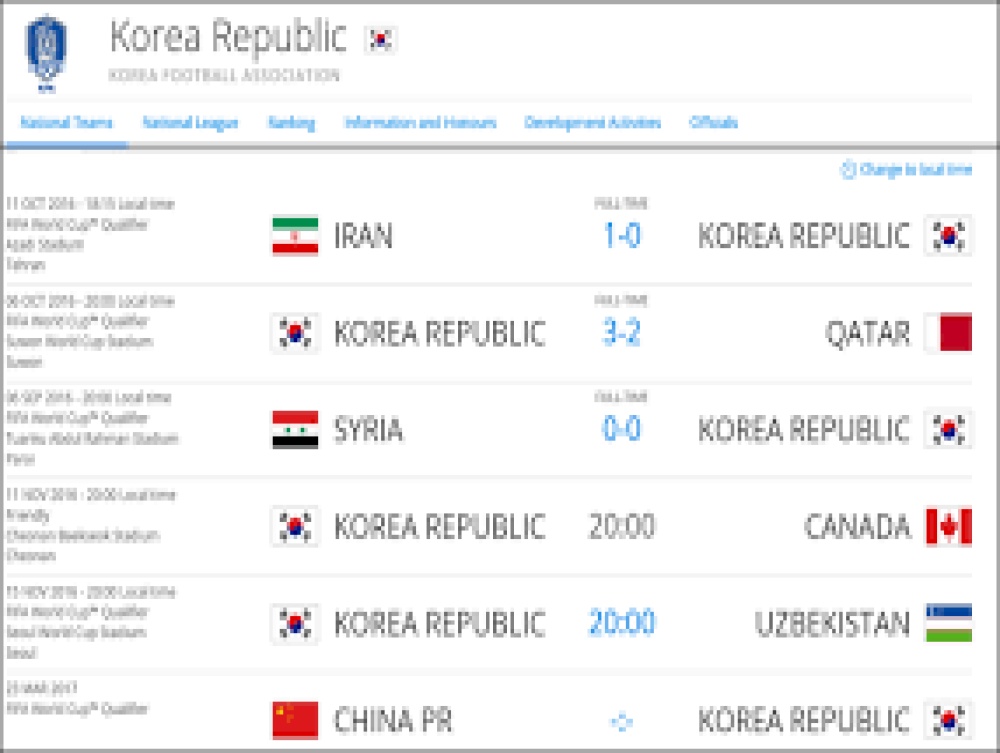 Korea Republic
KOREA FOOTBALL ASSOCIATION
National Teams National League Ranking Information and Honours Development Activities Officials
Change to local time
11 OCT 2016 - 18:15 Local time
FIFA World Cup™ Qualifier
Azadi Stadium
Tehran
IRAN
FULL-TIME
1-0
KOREA REPUBLIC
06 OCT 2016 - 20:00 Local time
FIFA World Cup™ Qualifier
Suwon World Cup Stadium
Suwon
KOREA REPUBLIC
FULL-TIME
3-2
QATAR
06 SEP 2016 - 20:00 Local time
FIFA World Cup™ Qualifier
Tuanku Abdul Rahman Stadium
SYRIA
FULL-TIME
0-0
KOREA REPUBLIC
11 NOV 2016 - 20:00 Local time
Friendly
Cheonan Baekseok Stadium
Cheonan
KOREA REPUBLIC
20:00
CANADA
15 NOV 2016 - 20:00 Local time
FIFA World Cup™ Qualifier
Seoul World Cup Stadium
Seoul
KOREA REPUBLIC
20:00
UZBEKISTAN
23 MAR 2017
FIFA World Cup™ Qualifier
CHINA PR
-:-
KOREA REPUBLIC